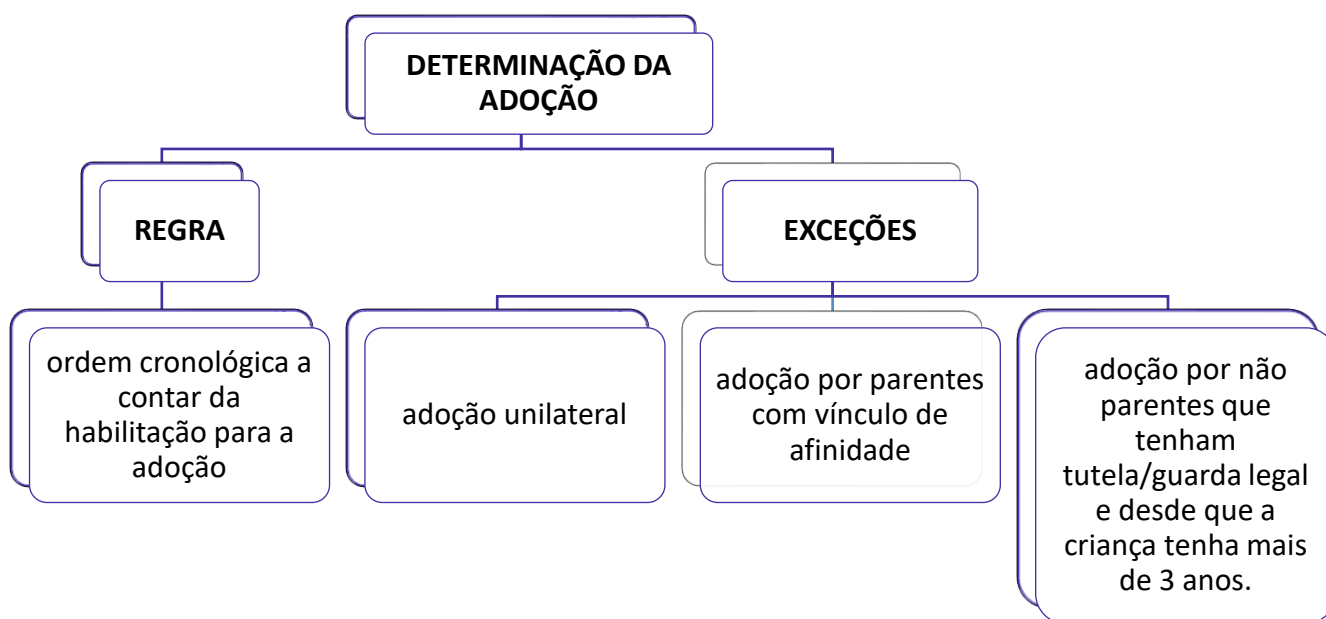 DETERMINAÇÃO DA
ADOÇÃO
REGRA
EXCEÇÕES
ordem cronológica a
contar da
habilitação para a
adoção
adoção unilateral
adoção por parentes
com vínculo de
afinidade
adoção por não
parentes que
tenham
tutela/guarda legal
e desde que a
criança tenha mais
de 3 anos.